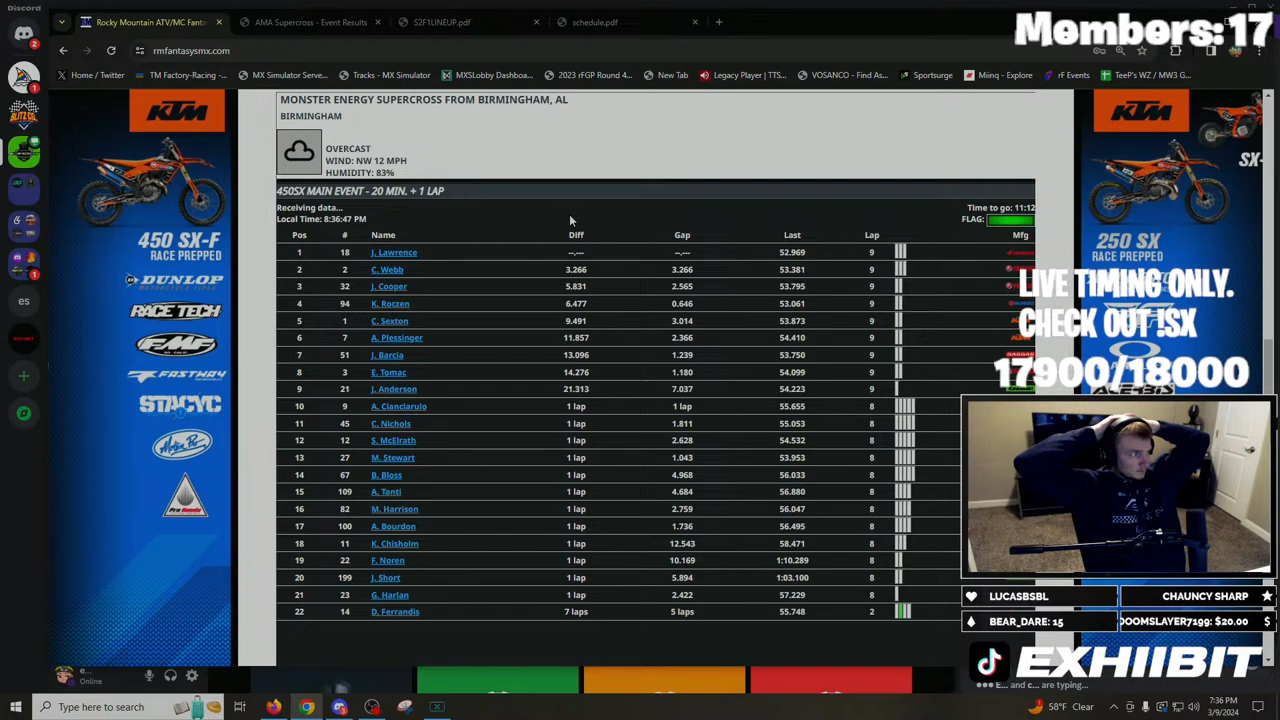 Discord
Rocky Mountain ATV/MC Fanta
AMA Supercross - Event Results
S2F1LINEUP.pdf
schedule.pdf
Members:17
rmfantasysmx.com
Home / Twitter
TM Factory-Racing -...
MX Simulator Serve...
Tracks - MX Simulator
MXSLobby Dashboa...
2023 rFGP Round 4...
New Tab
Legacy Player | TTS...
VOSANCO - Find As...
Sportsurge
Miinq - Explore
rF Events
TeeP's WZ / MW3 G...
KTM
450 SX-F
RACE PREPPED
DUNLOP
RACE TECH
FMF
FASTWAY
STACYC
Motion Pro
Pro Honda
es
MONSTER ENERGY SUPERCROSS FROM BIRMINGHAM, AL
BIRMINGHAM
OVERCAST
WIND: NW 12 MPH
HUMIDITY: 83%
450SX MAIN EVENT - 20 MIN. + 1 LAP
Receiving data...
Time to go: 11:12
Local Time: 8:36:47 PM
FLAG:
Pos # Name Diff Gap Last Lap Mfg
1 18 J. Lawrence --.--- --.--- 52.969 9
2 2 C. Webb 3.266 3.266 53.381 9
3 32 J. Cooper 5.831 2.565 53.795 9
4 94 K. Roczen 6.477 0.646 53.061 9
5 1 C. Sexton 9.491 3.014 53.873 9
6 7 A. Plessinger 11.857 2.366 54.410 9
7 51 J. Barcia 13.096 1.239 53.750 9
8 3 E. Tomac 14.276 1.180 54.099 9
9 21 J. Anderson 21.313 7.037 54.223 9
10 9 A. Cianciarulo 1 lap 1 lap 55.655 8
11 45 C. Nichols 1 lap 1.811 55.053 8
12 12 S. McElrath 1 lap 2.628 54.532 8
13 27 M. Stewart 1 lap 1.043 53.953 8
14 67 B. Bloss 1 lap 4.968 56.033 8
15 109 A. Tanti 1 lap 4.684 56.880 8
16 82 M. Harrison 1 lap 2.759 56.047 8
17 100 A. Bourdon 1 lap 1.736 56.495 8
18 11 K. Chisholm 1 lap 12.543 58.471 8
19 22 F. Noren 1 lap 10.169 1:10.289 8
20 199 J. Short 1 lap 5.894 1:03.100 8
21 23 G. Harlan 1 lap 2.422 57.229 8
22 14 D. Ferrandis 7 laps 5 laps 55.748 2
KTM
SX-
250 SX
RACE PREPPED
LIVE TIMING ONLY.
CHECK OUT !SX
17900/18000
LUCASBSBL
CHAUNCY SHARP
BEAR_DARE: 15
DOOMSLAYER7199: $20.00 $
EXHIIBIT
e...
Online
E... and c... are typing...
Type here to search
58°F Clear
7:36 PM
3/9/2024